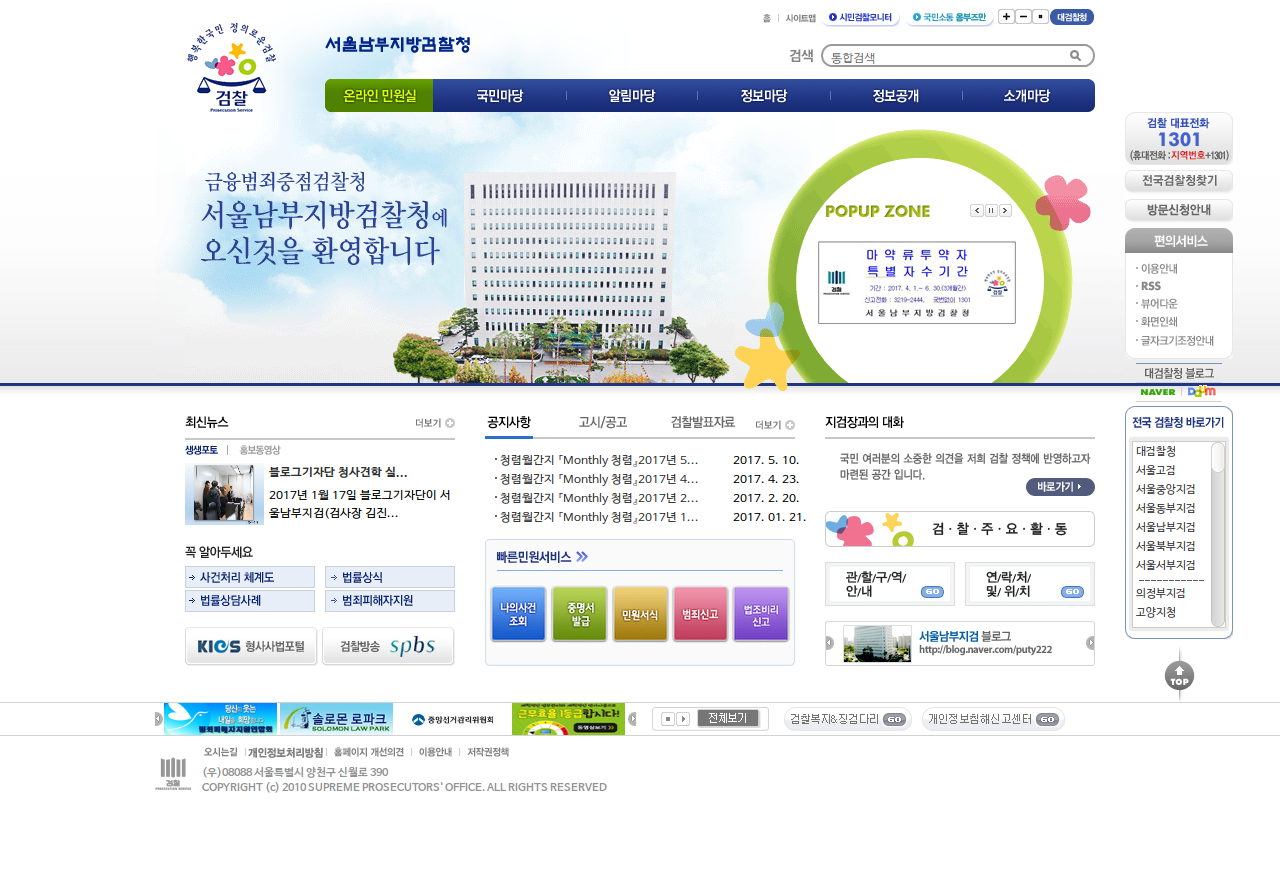 행복한국민 정의로운검찰
검찰
Prosecution Service
서울남부지방검찰청
홈 | 사이트맵
시민검찰모니터
국민소통 옴부즈만
대검찰청
검색
통합검색
온라인 민원실
국민마당
알림마당
정보마당
정보공개
소개마당
금융범죄중점검찰청
서울남부지방검찰청에
오신것을 환영합니다
POPUP ZONE
마약류투약자
특별자수기간
기간 : 2017. 4. 1.~ 6. 30.(3개월간)
신고전화 : 3219-2444, 국번없이 1301
서울남부지방검찰청
검찰
검찰 대표전화
1301
(휴대전화 :지역번호+1301)
전국검찰청찾기
방문신청안내
편의서비스
· 이용안내
· RSS
· 뷰어다운
· 화면인쇄
· 글자크기조정안내
대검찰청 블로그
NAVER | Daum
전국 검찰청 바로가기
대검찰청
서울고검
서울중앙지검
서울동부지검
서울남부지검
서울북부지검
서울서부지검
------------
의정부지검
고양지청
TOP
최신뉴스
더보기
생생포토 | 홍보동영상
블로그기자단 청사견학 실...
2017년 1월 17일 블로그기자단이 서
울남부지검(검사장 김진...
꼭 알아두세요
사건처리 체계도
법률상식
법률상담사례
범죄피해자지원
KICS 형사사법포털
검찰방송 spbs
공지사항
고시/공고
검찰발표자료
더보기
· 청렴월간지 『Monthly 청렴』2017년 5... 2017. 5. 10.
· 청렴월간지 『Monthly 청렴』2017년 4... 2017. 4. 23.
· 청렴월간지 『Monthly 청렴』2017년 2... 2017. 2. 20.
· 청렴월간지 『Monthly 청렴』2017년 1... 2017. 01. 21.
빠른민원서비스
나의사건
조회
증명서
발급
민원서식
범죄신고
법조비리
신고
지검장과의 대화
국민 여러분의 소중한 의견을 저희 검찰 정책에 반영하고자
마련된 공간 입니다.
바로가기
검·찰·주·요·활·동
관/할/구/역/
안/내
GO
연/락/처/
및/ 위/치
GO
서울남부지검 블로그
http://blog.naver.com/puty222
당신이 웃는
내일을 희망합니다
범죄피해자지원연합회
솔로몬 로파크
SOLOMON LAW PARK
중앙선거관리위원회
근무효율 1등급 합시다!
동영상보기
전체보기
검찰복지&징검다리 GO
개인정보침해신고센터 GO
오시는길 | 개인정보처리방침 | 홈페이지 개선의견 | 이용안내 | 저작권정책
검찰
PROSECUTION SERVICE
(우)08088 서울특별시 양천구 신월로 390
COPYRIGHT (c) 2010 SUPREME PROSECUTORS' OFFICE. ALL RIGHTS RESERVED